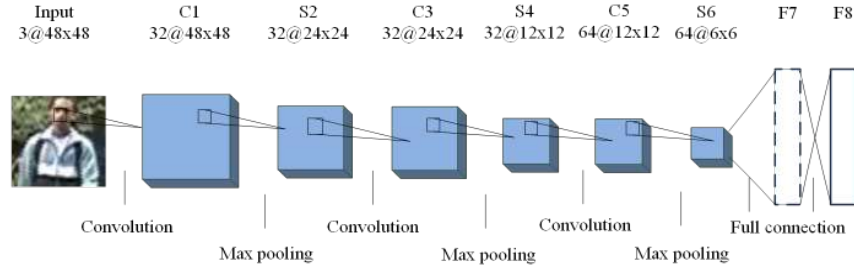 Input C1 S2 C3 S4 C5 S6 F7 F8
3@48x48 32@48x48 32@24x24 32@24x24 32@12x12 64@12x12 64@6x6
Convolution Convolution Convolution Full connection
Max pooling Max pooling Max pooling